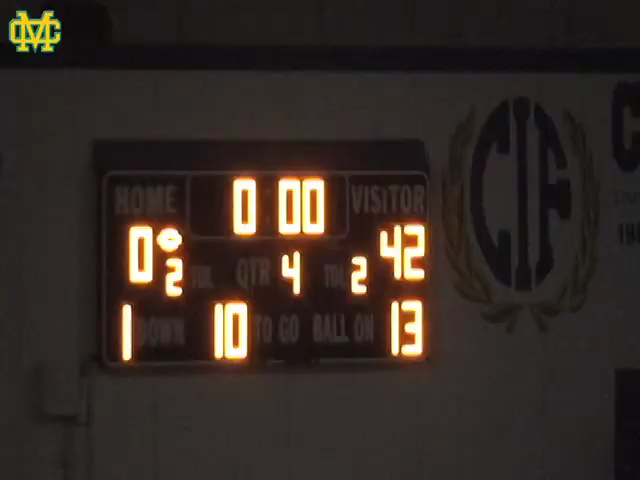 MC
HOME 0:00 VISITOR
0 42
2 TOL QTR 4 TOL 2
1 DOWN 10 TO GO BALL ON 13
CIF
C